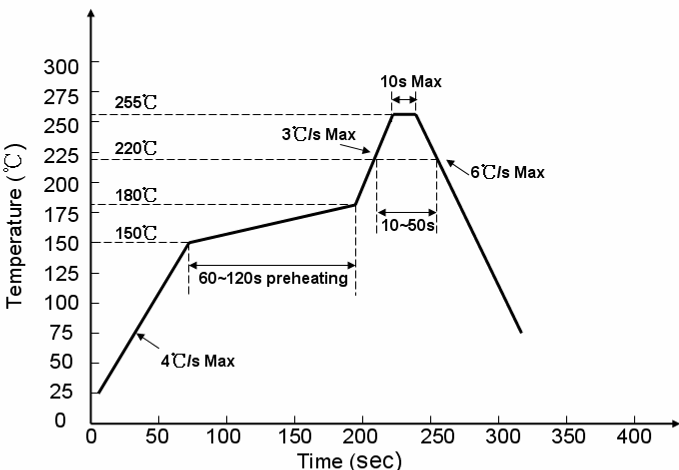 Temperature (℃)
300
275
250
225
200
175
150
125
100
75
50
25
0
255℃
220℃
180℃
150℃
10s Max
3℃/s Max
6℃/s Max
10~50s
60~120s preheating
4℃/s Max
0 50 100 150 200 250 300 350 400
Time (sec)